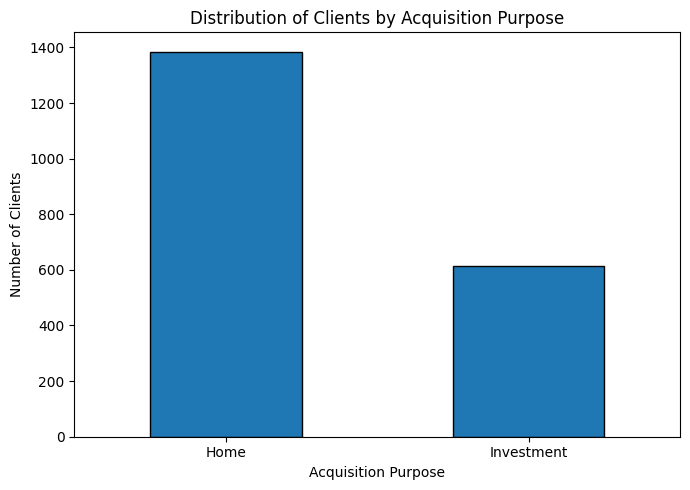 Distribution of Clients by Acquisition Purpose
1400
1200
1000
800
600
400
200
0
Number of Clients
Home
Investment
Acquisition Purpose